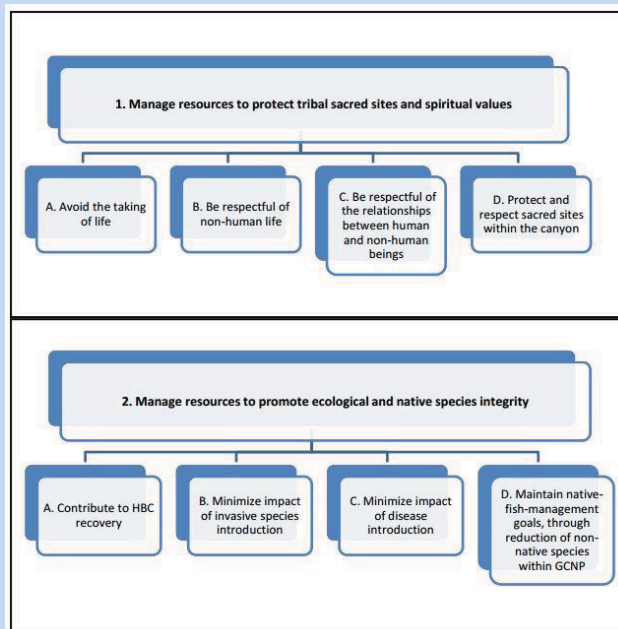 1. Manage resources to protect tribal sacred sites and spiritual values
A. Avoid the taking
of life
B. Be respectful of
non-human life
C. Be respectful of
the relationships
between human
and non-human
beings
D. Protect and
respect sacred sites
within the canyon
2. Manage resources to promote ecological and native species integrity
A. Contribute to HBC
recovery
B. Minimize impact
of invasive species
introduction
C. Minimize impact
of disease
introduction
D. Maintain native-
fish-management
goals, through
reduction of non-
native species
within GCNP